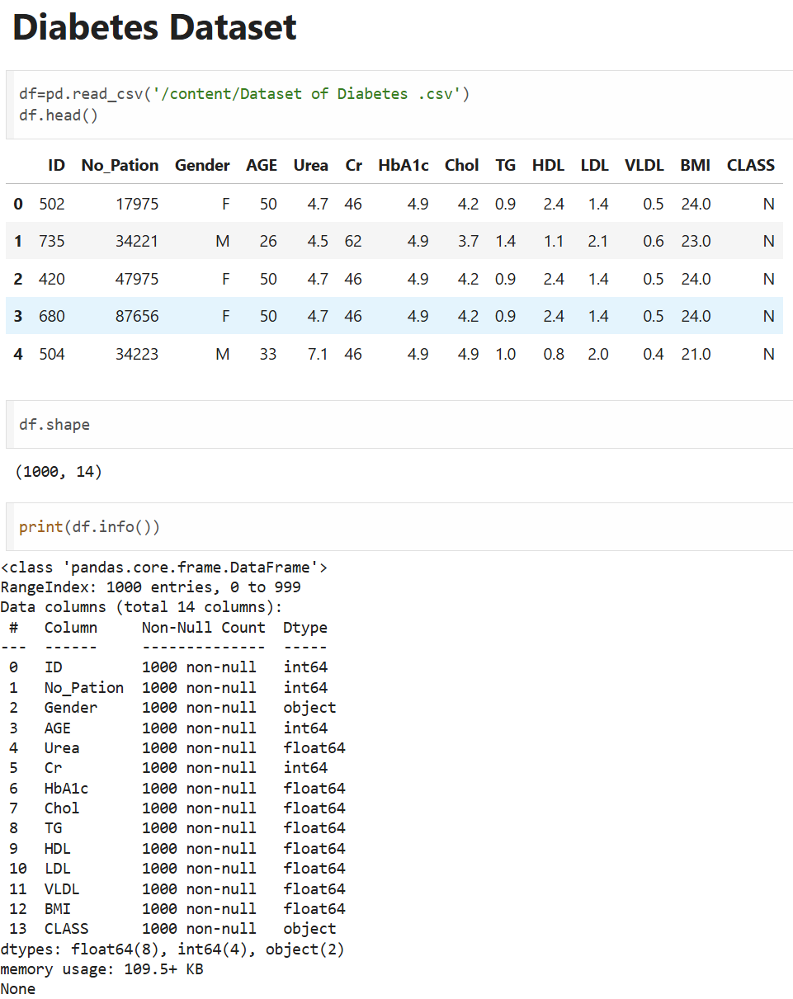 Diabetes Dataset
df=pd.read_csv('/content/Dataset of Diabetes .csv')
df.head()
ID No_Pation Gender AGE Urea Cr HbA1c Chol TG HDL LDL VLDL BMI CLASS
0 502 17975 F 50 4.7 46 4.9 4.2 0.9 2.4 1.4 0.5 24.0 N
1 735 34221 M 26 4.5 62 4.9 3.7 1.4 1.1 2.1 0.6 23.0 N
2 420 47975 F 50 4.7 46 4.9 4.2 0.9 2.4 1.4 0.5 24.0 N
3 680 87656 F 50 4.7 46 4.9 4.2 0.9 2.4 1.4 0.5 24.0 N
4 504 34223 M 33 7.1 46 4.9 4.9 1.0 0.8 2.0 0.4 21.0 N
df.shape
(1000, 14)
print(df.info())
<class 'pandas.core.frame.DataFrame'>
RangeIndex: 1000 entries, 0 to 999
Data columns (total 14 columns):
 #   Column     Non-Null Count  Dtype
---  ------     --------------  -----
 0   ID         1000 non-null   int64
 1   No_Pation  1000 non-null   int64
 2   Gender     1000 non-null   object
 3   AGE        1000 non-null   int64
 4   Urea       1000 non-null   float64
 5   Cr         1000 non-null   int64
 6   HbA1c      1000 non-null   float64
 7   Chol       1000 non-null   float64
 8   TG         1000 non-null   float64
 9   HDL        1000 non-null   float64
 10  LDL        1000 non-null   float64
 11  VLDL       1000 non-null   float64
 12  BMI        1000 non-null   float64
 13  CLASS      1000 non-null   object
dtypes: float64(8), int64(4), object(2)
memory usage: 109.5+ KB
None